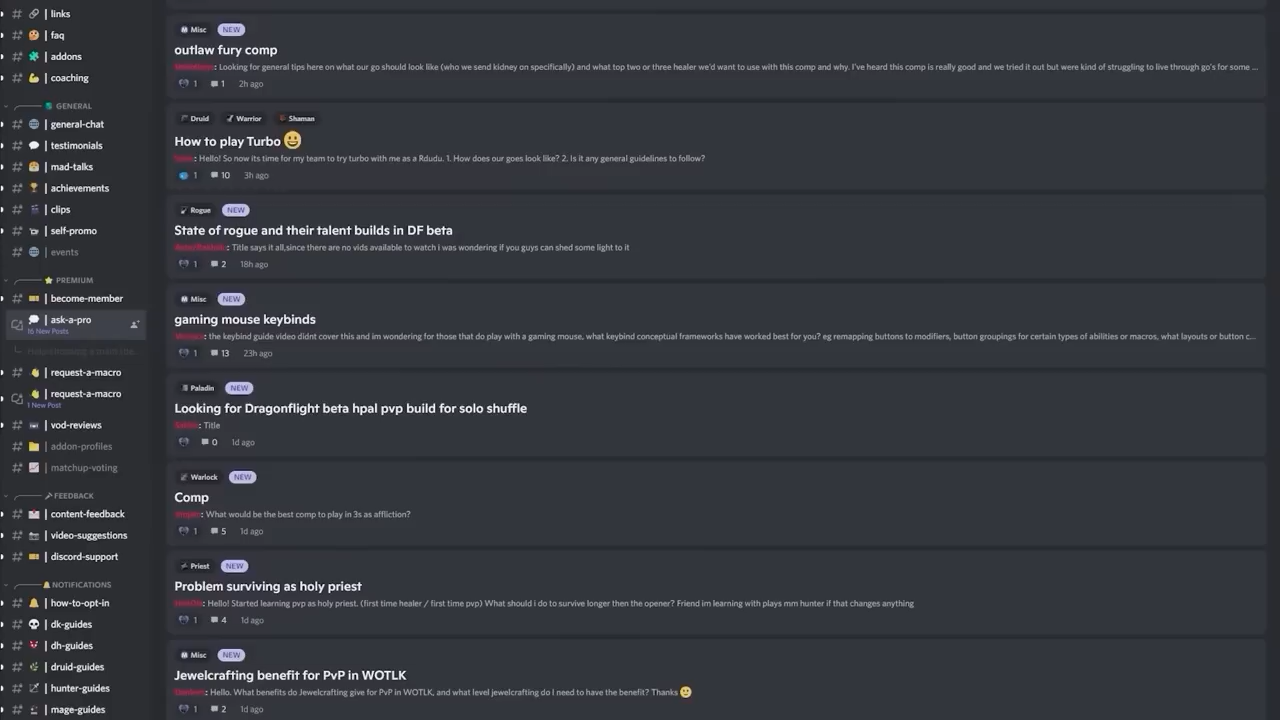 | links
| faq
| addons
| coaching
GENERAL
| general-chat
| testimonials
| mad-talks
| achievements
| clips
| self-promo
| events
PREMIUM
| become-member
| ask-a-pro
16 New Posts
| request-a-macro
| request-a-macro
1 New Post
| vod-reviews
| addon-profiles
| matchup-voting
FEEDBACK
| content-feedback
| video-suggestions
| discord-support
NOTIFICATIONS
| how-to-opt-in
| dk-guides
| dh-guides
| druid-guides
| hunter-guides
| mage-guides
Misc NEW
outlaw fury comp
: Looking for general tips here on what our go should look like (who we send kidney on specifically) and what top two or three healer we'd want to use with this comp and why. I've heard this comp is really good and we tried it out but were kind of struggling to live through go's for some ...
1 1 2h ago
Druid Warrior Shaman
How to play Turbo 😀
: Hello! So now its time for my team to try turbo with me as a Rdudu. 1. How does our goes look like? 2. Is it any general guidelines to follow?
1 10 3h ago
Rogue NEW
State of rogue and their talent builds in DF beta
: Title says it all,since there are no vids available to watch i was wondering if you guys can shed some light to it
1 2 18h ago
Misc NEW
gaming mouse keybinds
: the keybind guide video didnt cover this and im wondering for those that do play with a gaming mouse, what keybind conceptual frameworks have worked best for you? eg remapping buttons to modifiers, button groupings for certain types of abilities or macros, what layouts or button c...
1 13 23h ago
Paladin NEW
Looking for Dragonflight beta hpal pvp build for solo shuffle
: Title
0 1d ago
Warlock NEW
Comp
: What would be the best comp to play in 3s as affliction?
1 5 1d ago
Priest NEW
Problem surviving as holy priest
: Hello! Started learning pvp as holy priest. (first time healer / first time pvp) What should i do to survive longer then the opener? Friend im learning with plays mm hunter if that changes anything
1 4 1d ago
Misc NEW
Jewelcrafting benefit for PvP in WOTLK
: Hello. What benefits do Jewelcrafting give for PvP in WOTLK, and what level jewelcrafting do I need to have the benefit? Thanks 🙂
1 2 1d ago